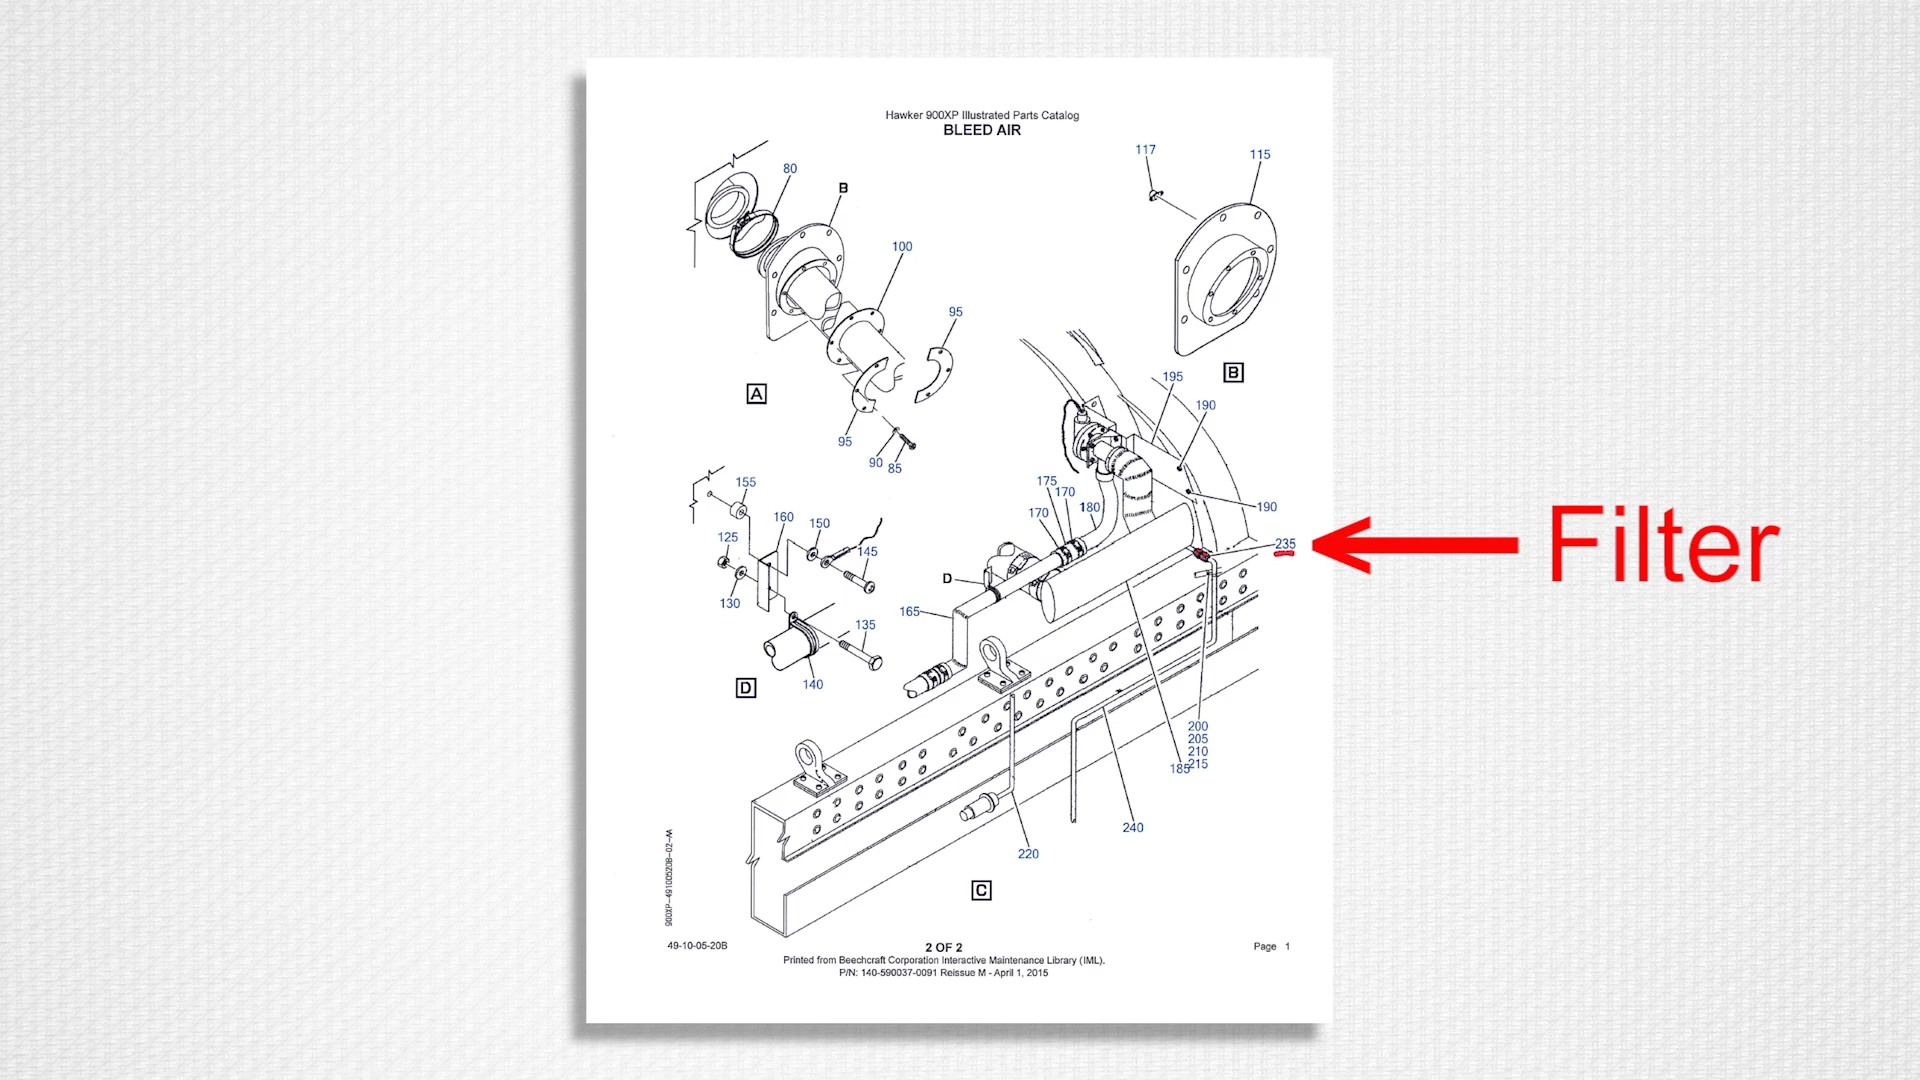 Hawker 900XP Illustrated Parts Catalog
BLEED AIR
117
115
80
B
100
95
A
B
195
190
95
90
85
155
175
170
160
150
170
180
190
125
145
235
Filter
D
130
165
135
140
D
200
205
210
185
215
240
220
C
900XP-49100520B-02-W
49-10-05-20B
2 OF 2
Page 1
Printed from Beechcraft Corporation Interactive Maintenance Library (IML).
P/N: 140-590037-0091 Reissue M - April 1, 2015